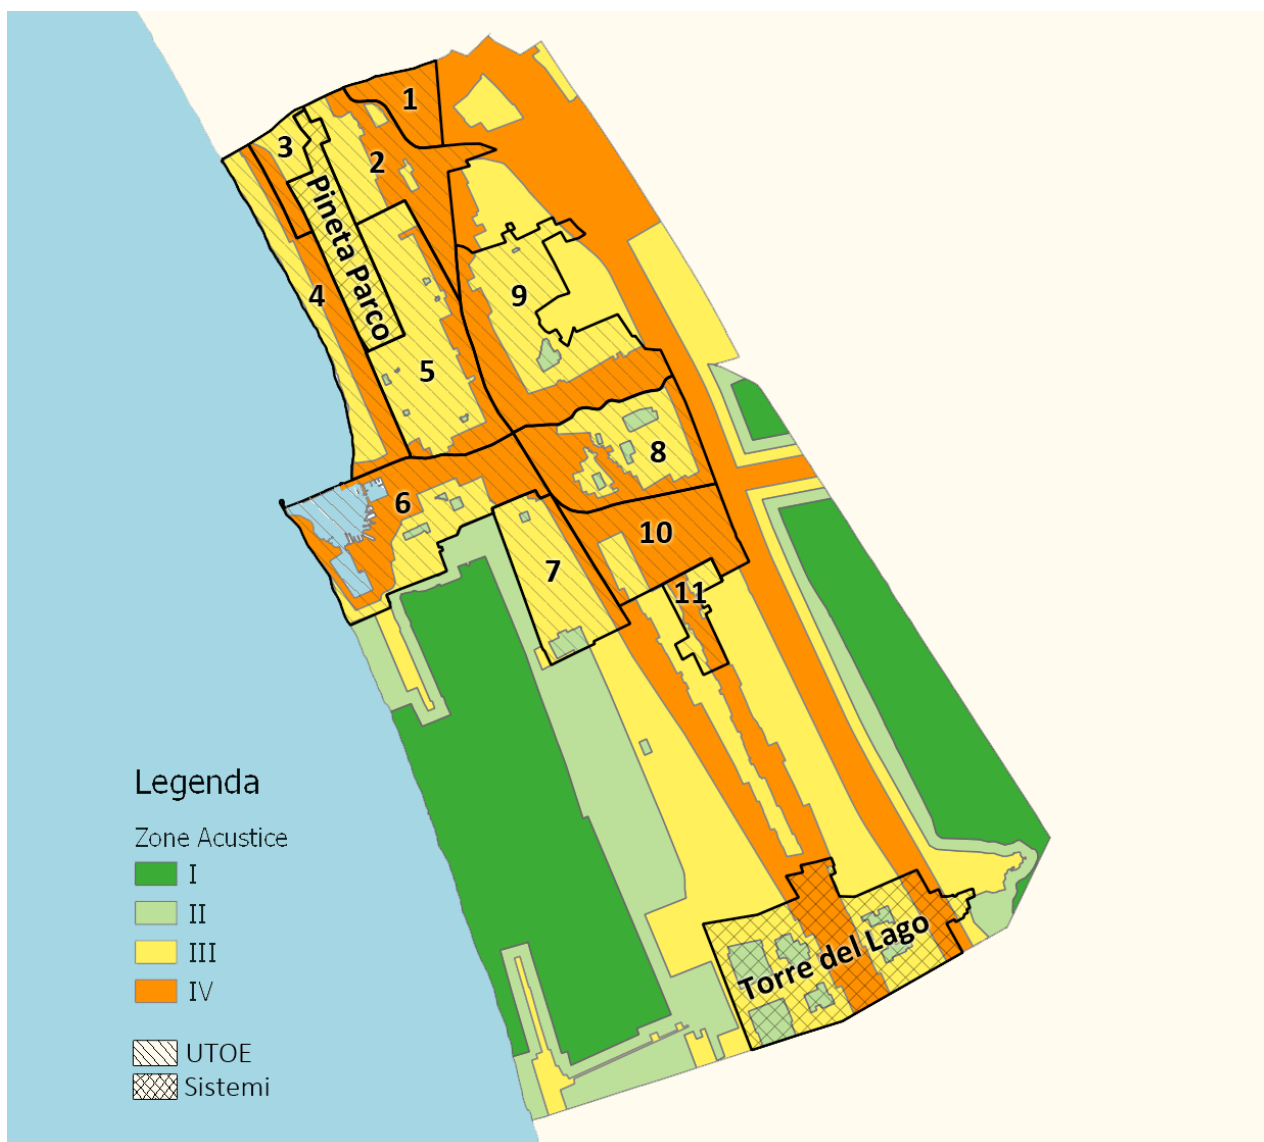 1
2
3
Pineta Parco
4
9
5
8
6
10
7
11
Legenda
Zone Acustice
I
II
III
IV
UTOE
Sistemi
Torre del Lago